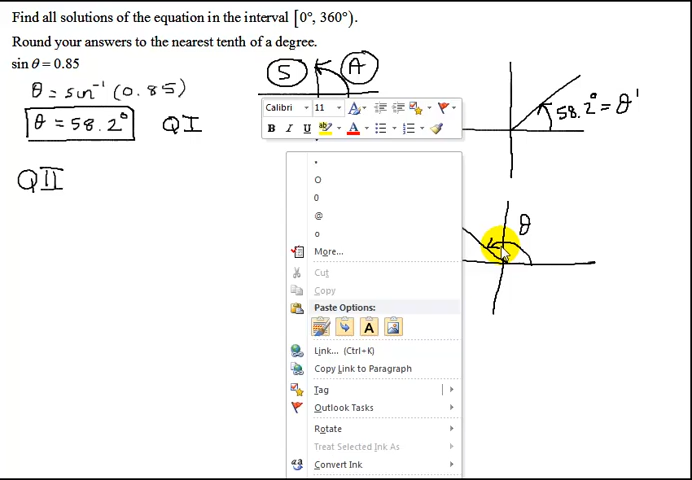 Find all solutions of the equation in the interval [0°, 360°).
Round your answers to the nearest tenth of a degree.
sin θ = 0.85
θ = sin⁻¹ (0.85)
θ = 58.2° QI
QII
S A
58.2° = θ'
θ
Calibri 11 A
B I U ab A
•
O
0
@
o
More...
Cut
Copy
Paste Options:
A
Link... (Ctrl+K)
Copy Link to Paragraph
Tag
Outlook Tasks
Rotate
Treat Selected Ink As
Convert Ink